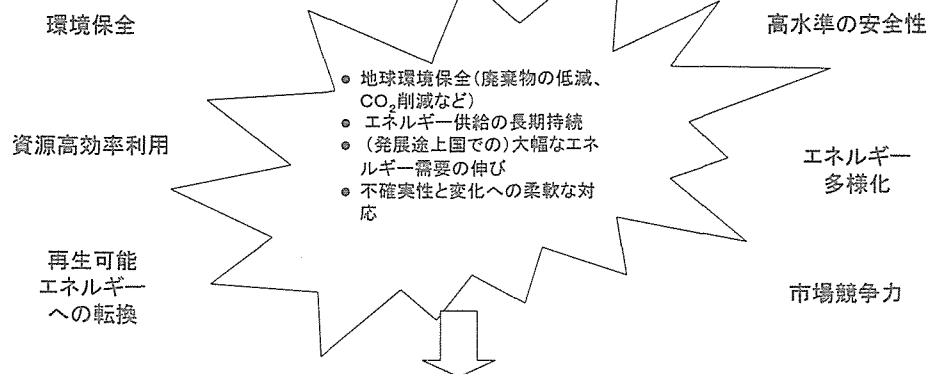 環境保全
高水準の安全性
● 地球環境保全(廃棄物の低減、
CO₂削減など)
● エネルギー供給の長期持続
● (発展途上国での)大幅なエネ
ルギー需要の伸び
● 不確実性と変化への柔軟な対
応
資源高効率利用
エネルギー
多様化
再生可能
エネルギー
への転換
市場競争力